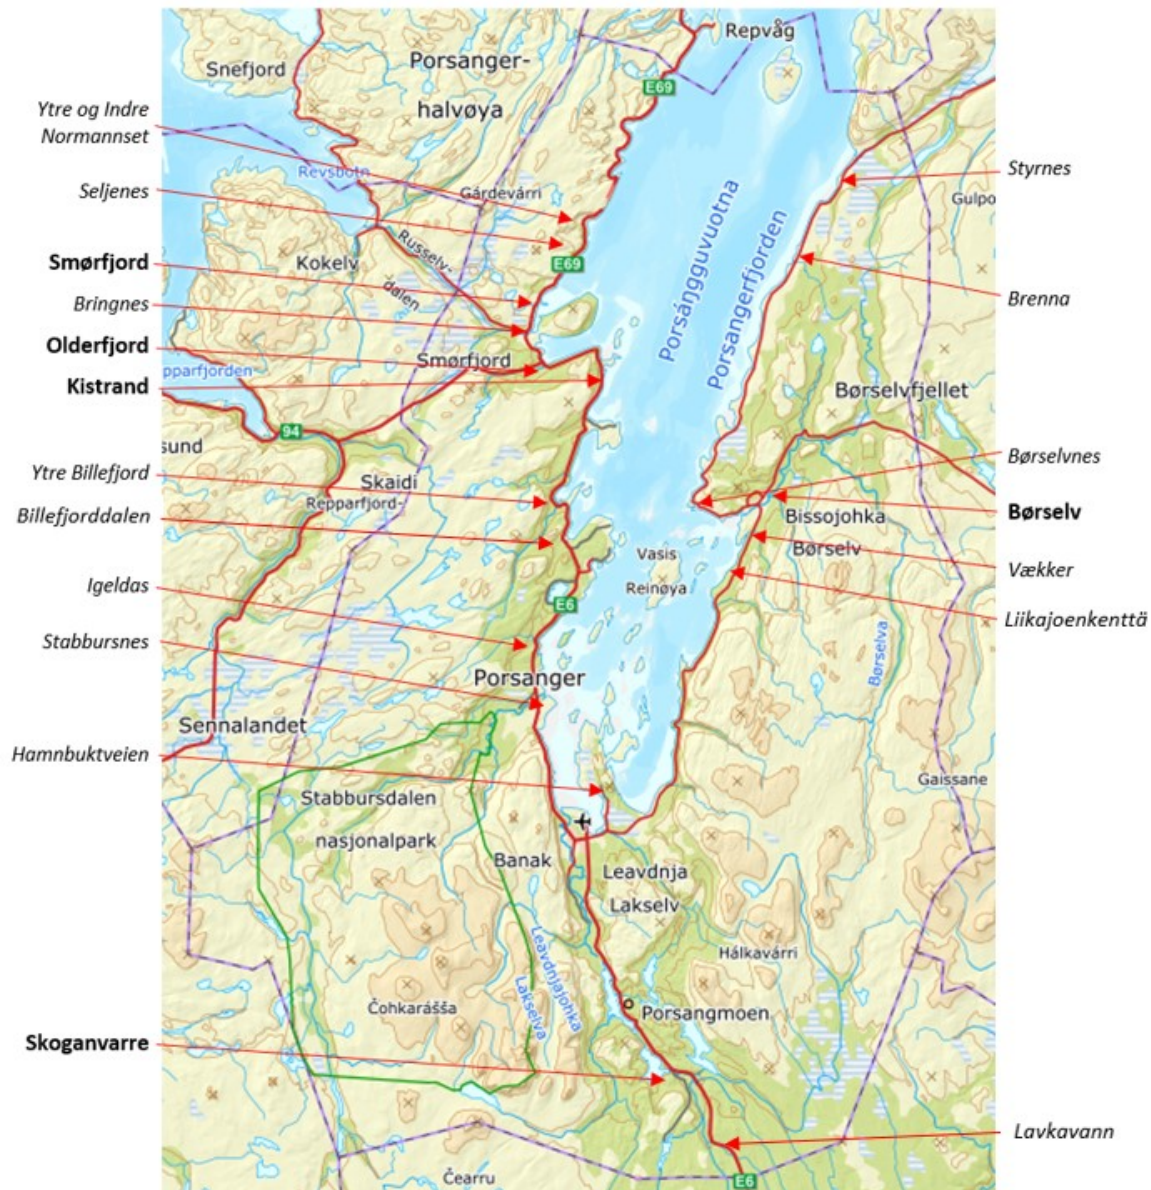 Repvåg
Snefjord
Porsanger-
halvøya
E69
Ytre og Indre
Normannset
Revsbotn
Gárdevárri
Styrnes
Seljenes
Gulpo
Porsáŋgguvuotna
Porsangerfjorden
Russelv-
dalen
Smørfjord
Kokelv
E69
Bringnes
Brenna
Olderfjord
Smørfjord
pparfjorden
Kistrand
Børselvfjellet
94
sund
Ytre Billefjord
Skaidi
Repparfjord-
Børselvnes
Billefjorddalen
Bissojohka
Børselv
Børselv
Vasis
Reinøya
Vækker
Igeldas
E6
Liikajoenkenttä
Stabbursnes
Børselva
Porsanger
Sennalandet
Hamnbuktveien
Gaissane
Stabbursdalen
nasjonalpark
Banak
Leavdnja
Lakselv
Leavdnjajohka
Lakselva
Hálkavárri
Čohkarášša
Porsangmoen
Skoganvarre
Lavkavann
Čearru
E6